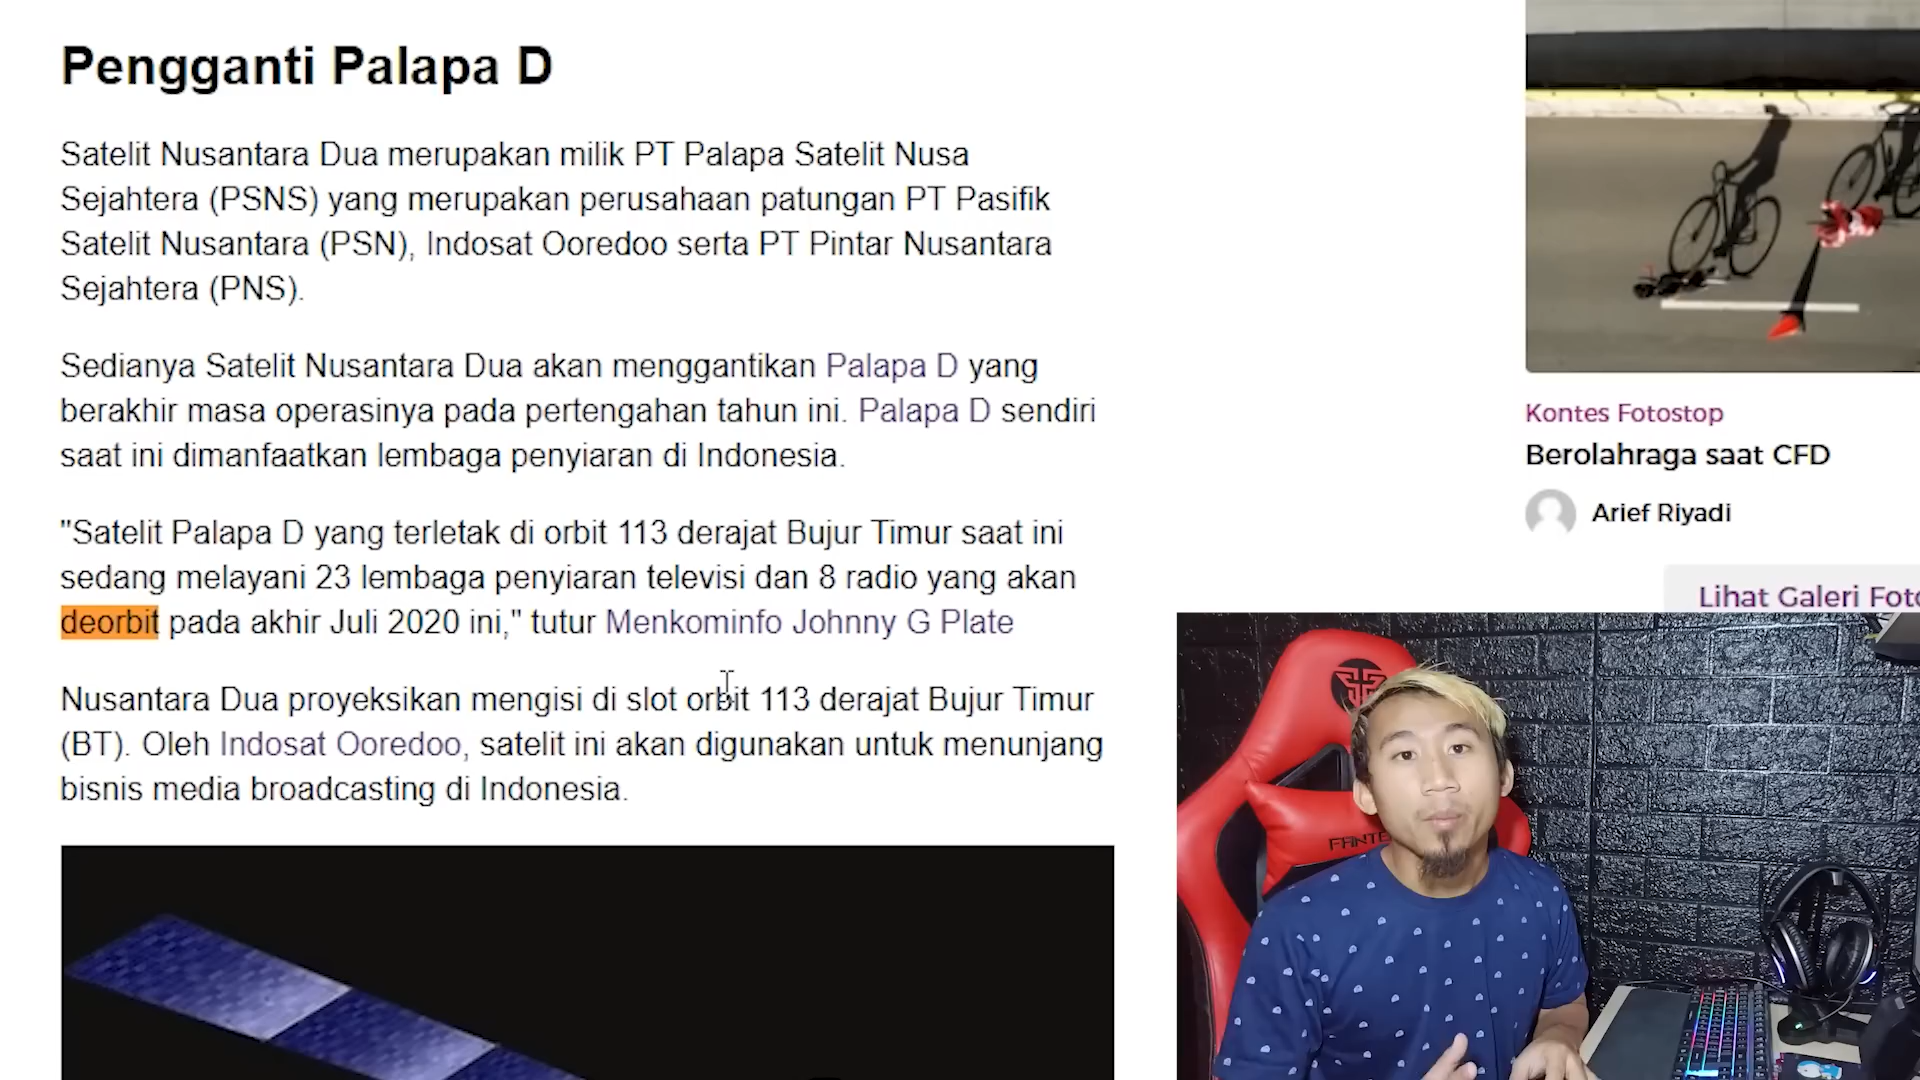 Pengganti Palapa D
Satelit Nusantara Dua merupakan milik PT Palapa Satelit Nusa
Sejahtera (PSNS) yang merupakan perusahaan patungan PT Pasifik
Satelit Nusantara (PSN), Indosat Ooredoo serta PT Pintar Nusantara
Sejahtera (PNS).
Sedianya Satelit Nusantara Dua akan menggantikan Palapa D yang
berakhir masa operasinya pada pertengahan tahun ini. Palapa D sendiri
saat ini dimanfaatkan lembaga penyiaran di Indonesia.
"Satelit Palapa D yang terletak di orbit 113 derajat Bujur Timur saat ini
sedang melayani 23 lembaga penyiaran televisi dan 8 radio yang akan
deorbit pada akhir Juli 2020 ini," tutur Menkominfo Johnny G Plate
Nusantara Dua proyeksikan mengisi di slot orbit 113 derajat Bujur Timur
(BT). Oleh Indosat Ooredoo, satelit ini akan digunakan untuk menunjang
bisnis media broadcasting di Indonesia.
Kontes Fotostop
Berolahraga saat CFD
Arief Riyadi
Lihat Galeri Foto
FANTE